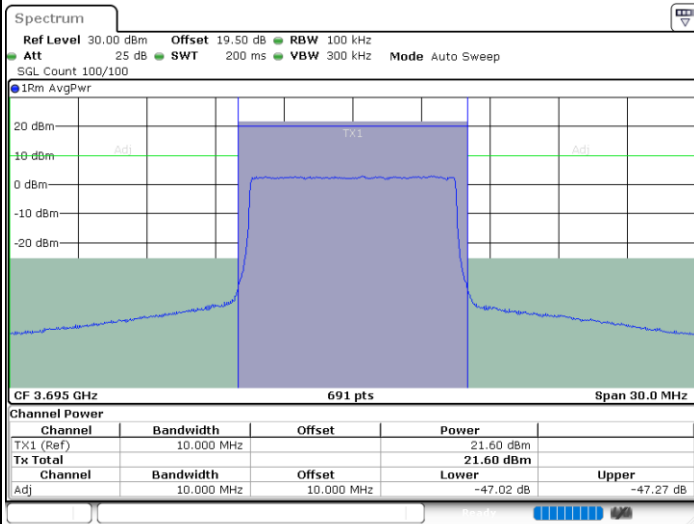 Spectrum
Ref Level 30.00 dBm Offset 19.50 dB RBW 100 kHz
Att 25 dB SWT 200 ms VBW 300 kHz Mode Auto Sweep
SGL Count 100/100
1Rm AvgPwr
20 dBm
TX1
Adj Adj
10 dBm
0 dBm
-10 dBm
-20 dBm
CF 3.695 GHz 691 pts Span 30.0 MHz
Channel Power
Channel Bandwidth Offset Power
TX1 (Ref) 10.000 MHz 21.60 dBm
Tx Total 21.60 dBm
Channel Bandwidth Offset Lower Upper
Adj 10.000 MHz 10.000 MHz -47.02 dB -47.27 dB
Ready